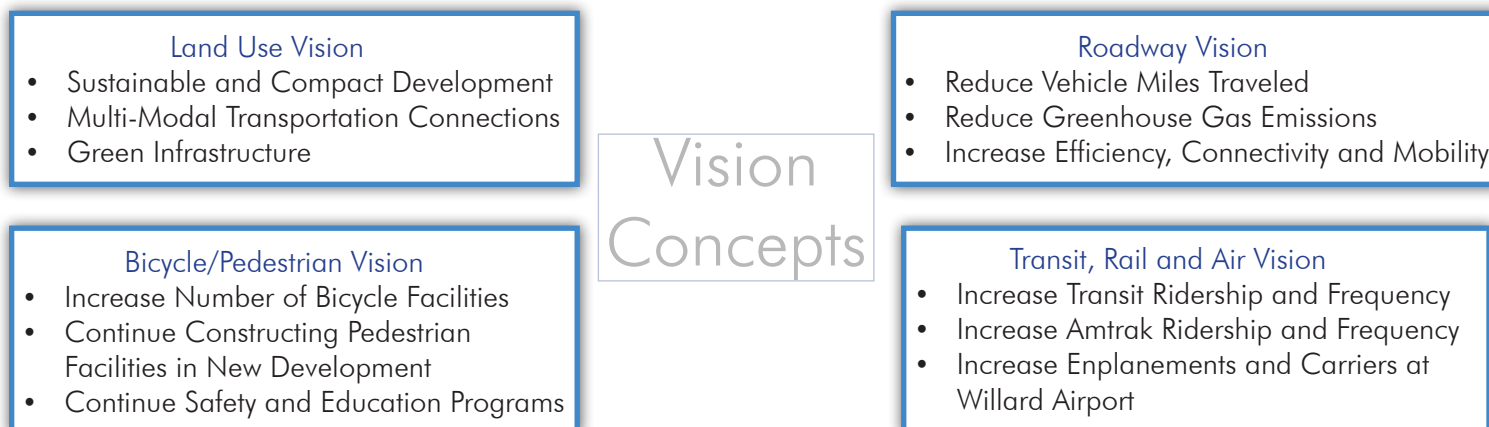 Land Use Vision
• Sustainable and Compact Development
• Multi-Modal Transportation Connections
• Green Infrastructure
Roadway Vision
• Reduce Vehicle Miles Traveled
• Reduce Greenhouse Gas Emissions
• Increase Efficiency, Connectivity and Mobility
Vision
Concepts
Bicycle/Pedestrian Vision
• Increase Number of Bicycle Facilities
• Continue Constructing Pedestrian
Facilities in New Development
• Continue Safety and Education Programs
Transit, Rail and Air Vision
• Increase Transit Ridership and Frequency
• Increase Amtrak Ridership and Frequency
• Increase Enplanements and Carriers at
Willard Airport